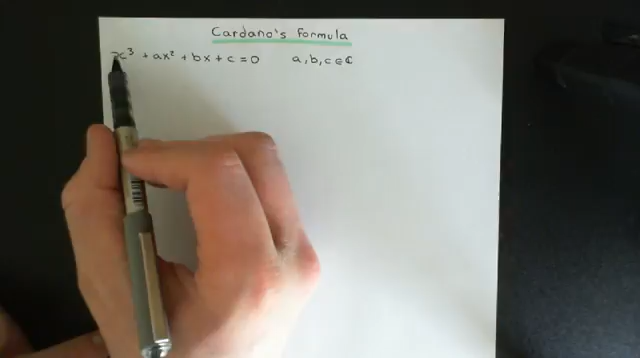 Cardano's formula
x³ + ax² + bx + c = 0 a, b, c ∈ ℂ